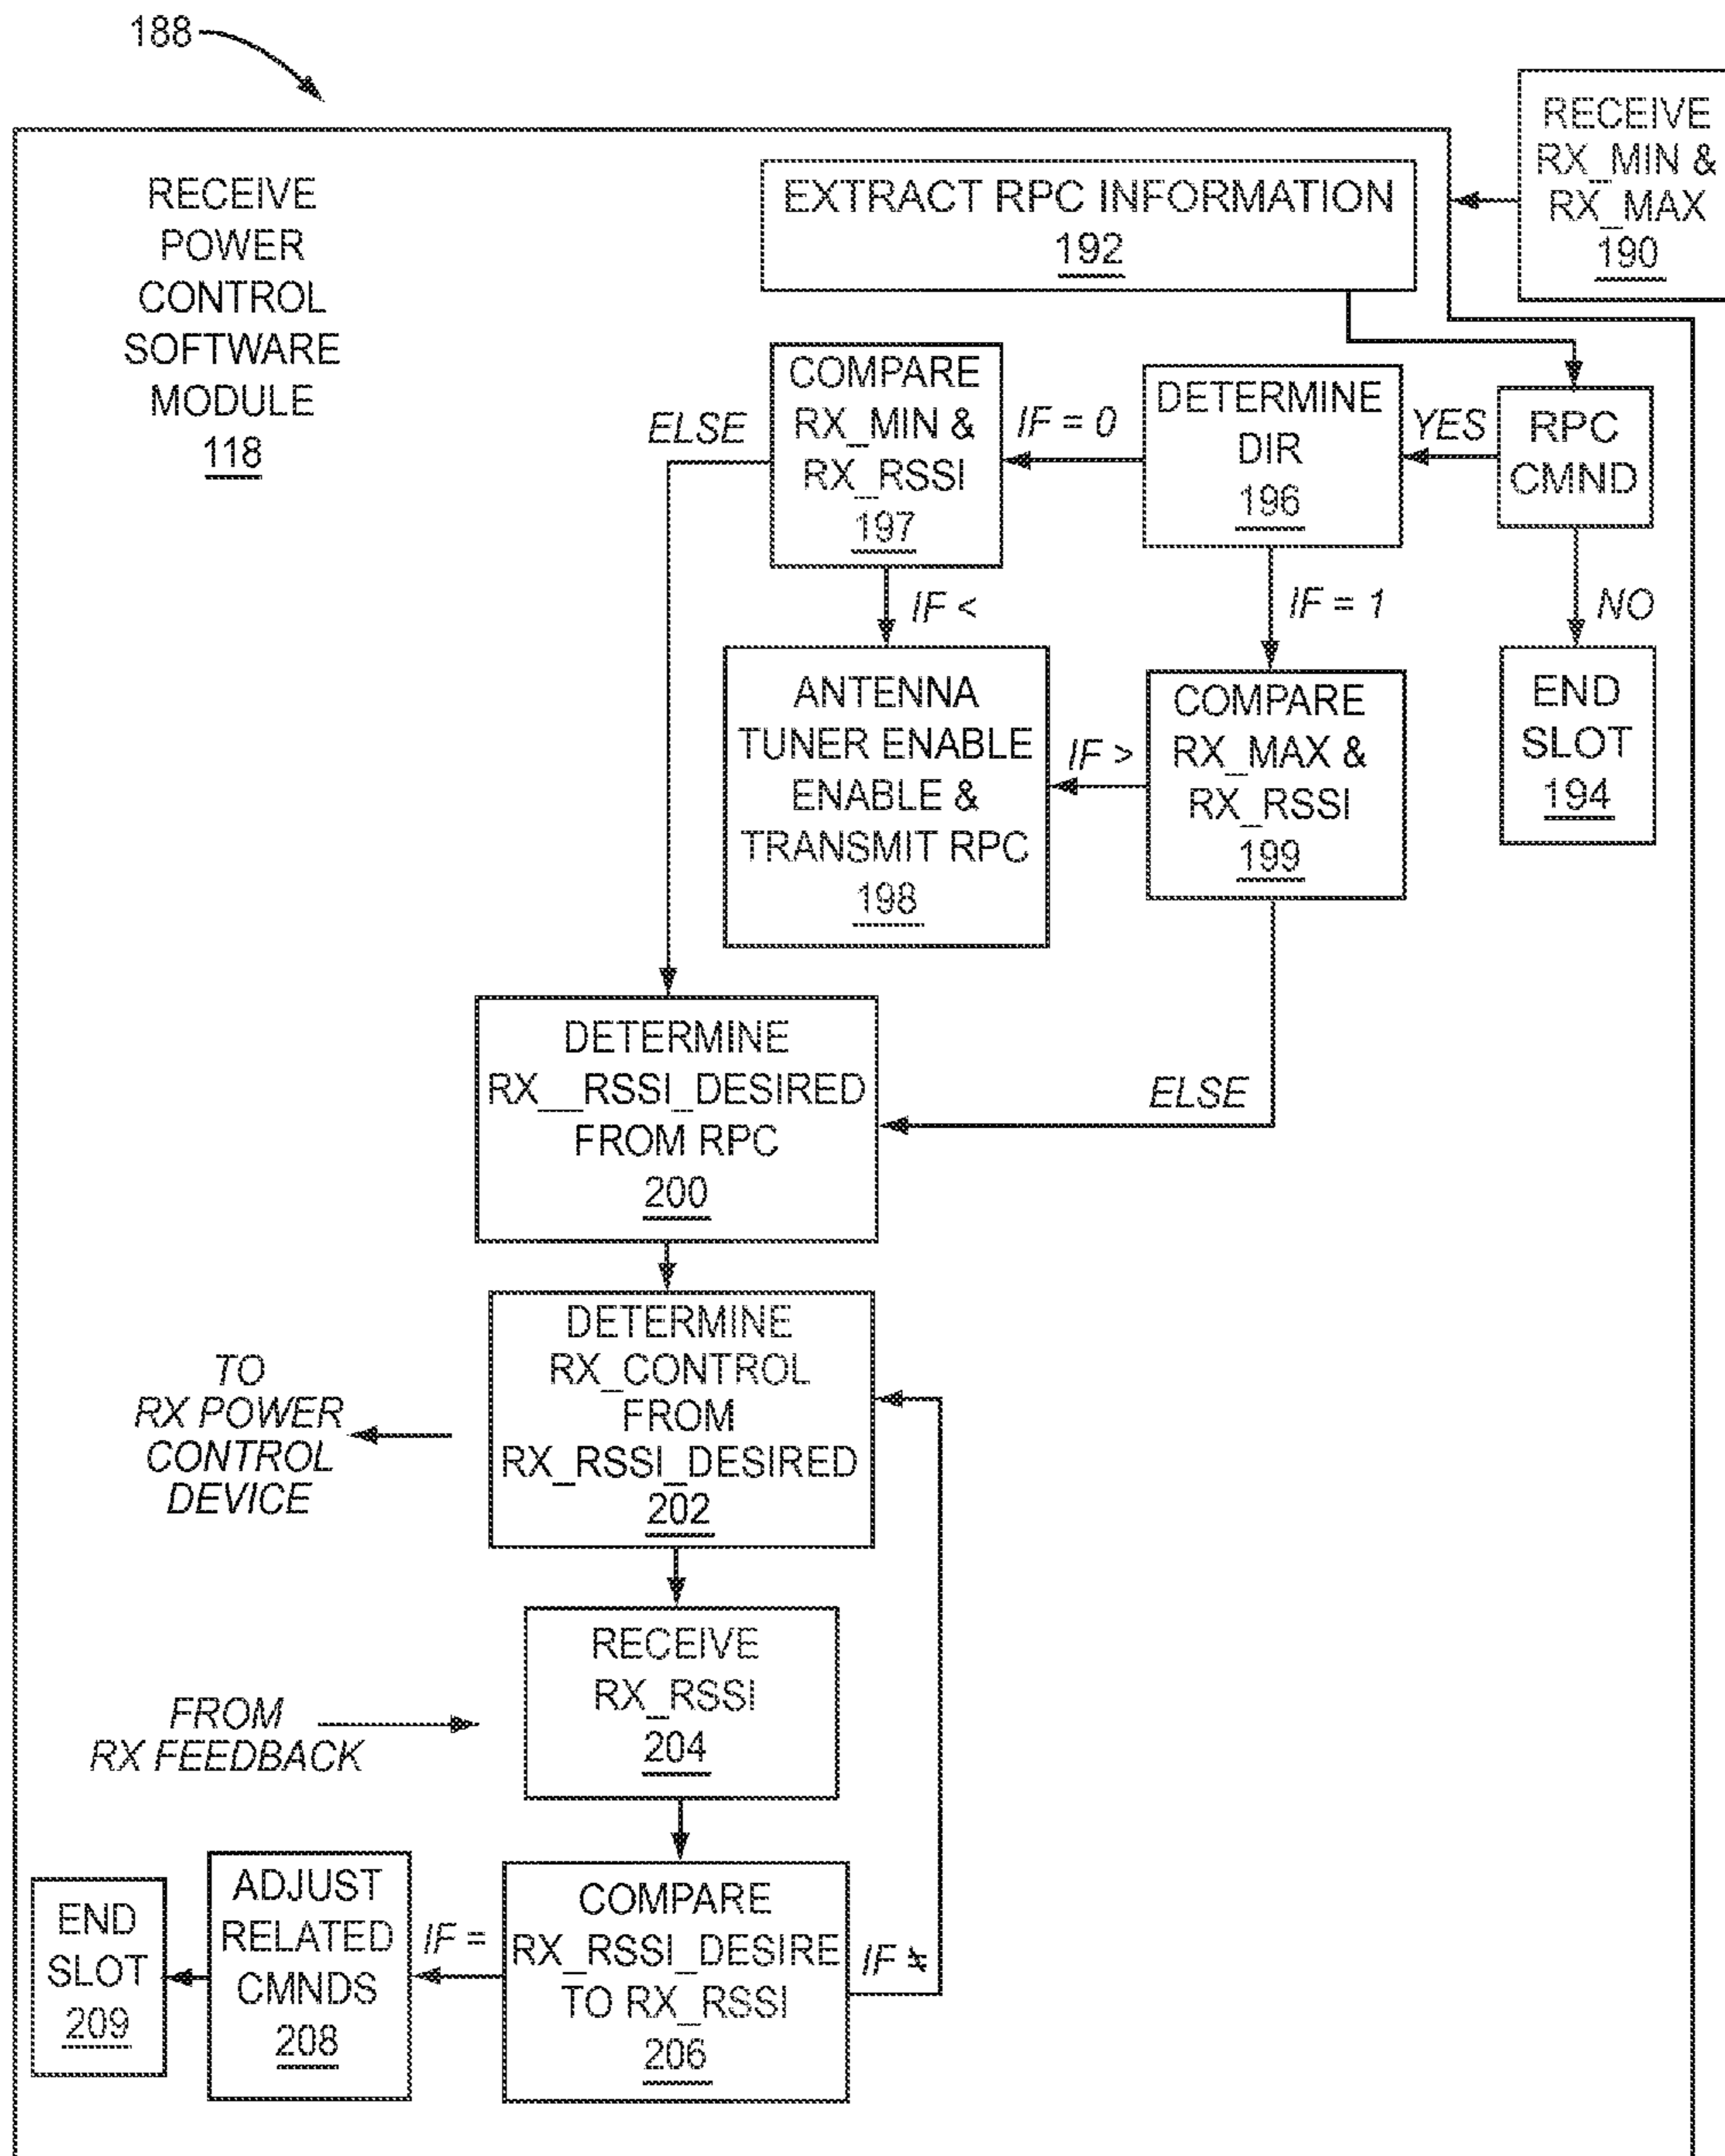 188
RECEIVE
RX_MIN &
RX_MAX
190
RECEIVE
POWER
CONTROL
SOFTWARE
MODULE
118
EXTRACT RPC INFORMATION
192
RPC
CMND
YES
NO
END
SLOT
194
DETERMINE
DIR
196
IF = 0
IF = 1
COMPARE
RX_MIN &
RX_RSSI
197
ELSE
IF <
ANTENNA
TUNER ENABLE
ENABLE &
TRANSMIT RPC
198
IF >
COMPARE
RX_MAX &
RX_RSSI
199
ELSE
DETERMINE
RX__RSSI_DESIRED
FROM RPC
200
DETERMINE
RX_CONTROL
FROM
RX_RSSI_DESIRED
202
TO
RX POWER
CONTROL
DEVICE
RECEIVE
RX_RSSI
204
FROM
RX FEEDBACK
COMPARE
RX_RSSI_DESIRE
TO RX_RSSI
206
IF ≠
IF =
ADJUST
RELATED
CMNDS
208
END
SLOT
209